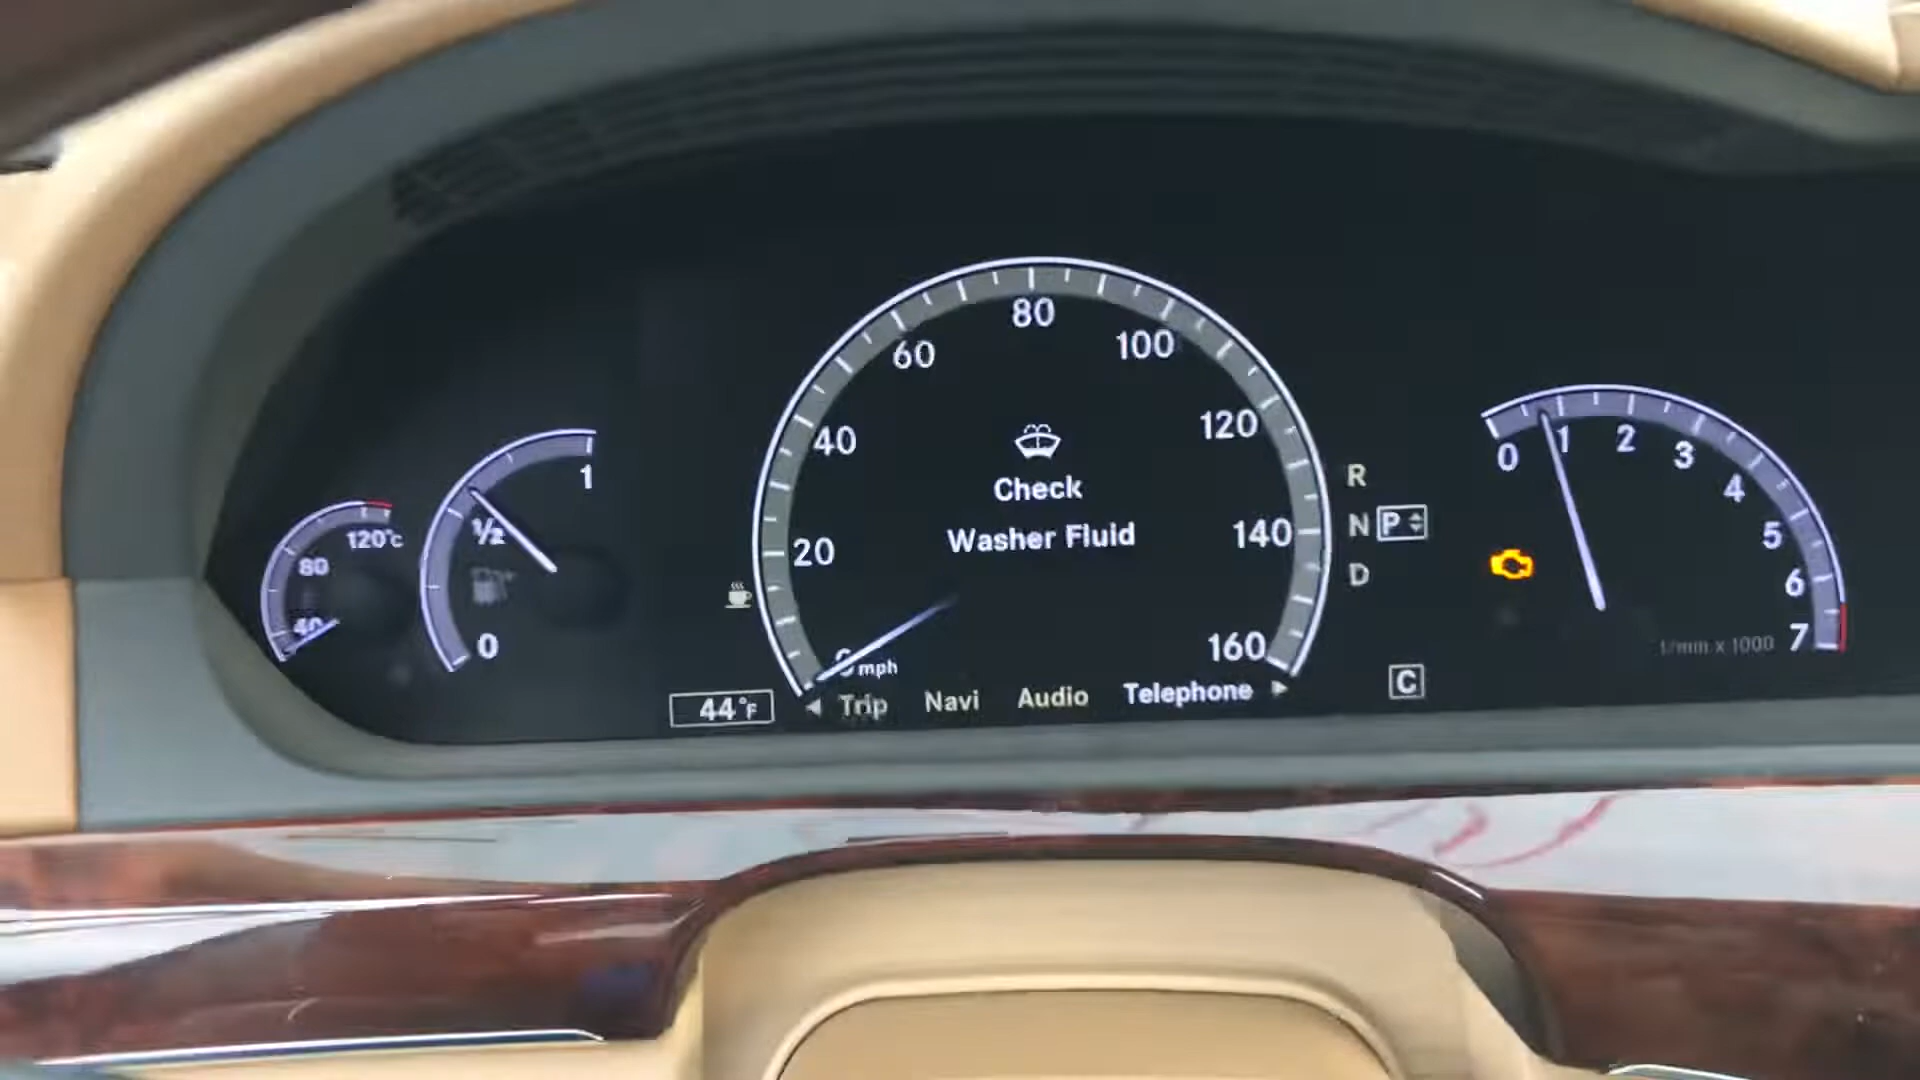 80
60
100
40
120
Check
Washer Fluid
20
140
160
mph
44°F
Trip Navi Audio Telephone
R
N P
D
C
120°C
80
40
1
½
0
0 1 2 3 4 5 6 7
1/min x 1000